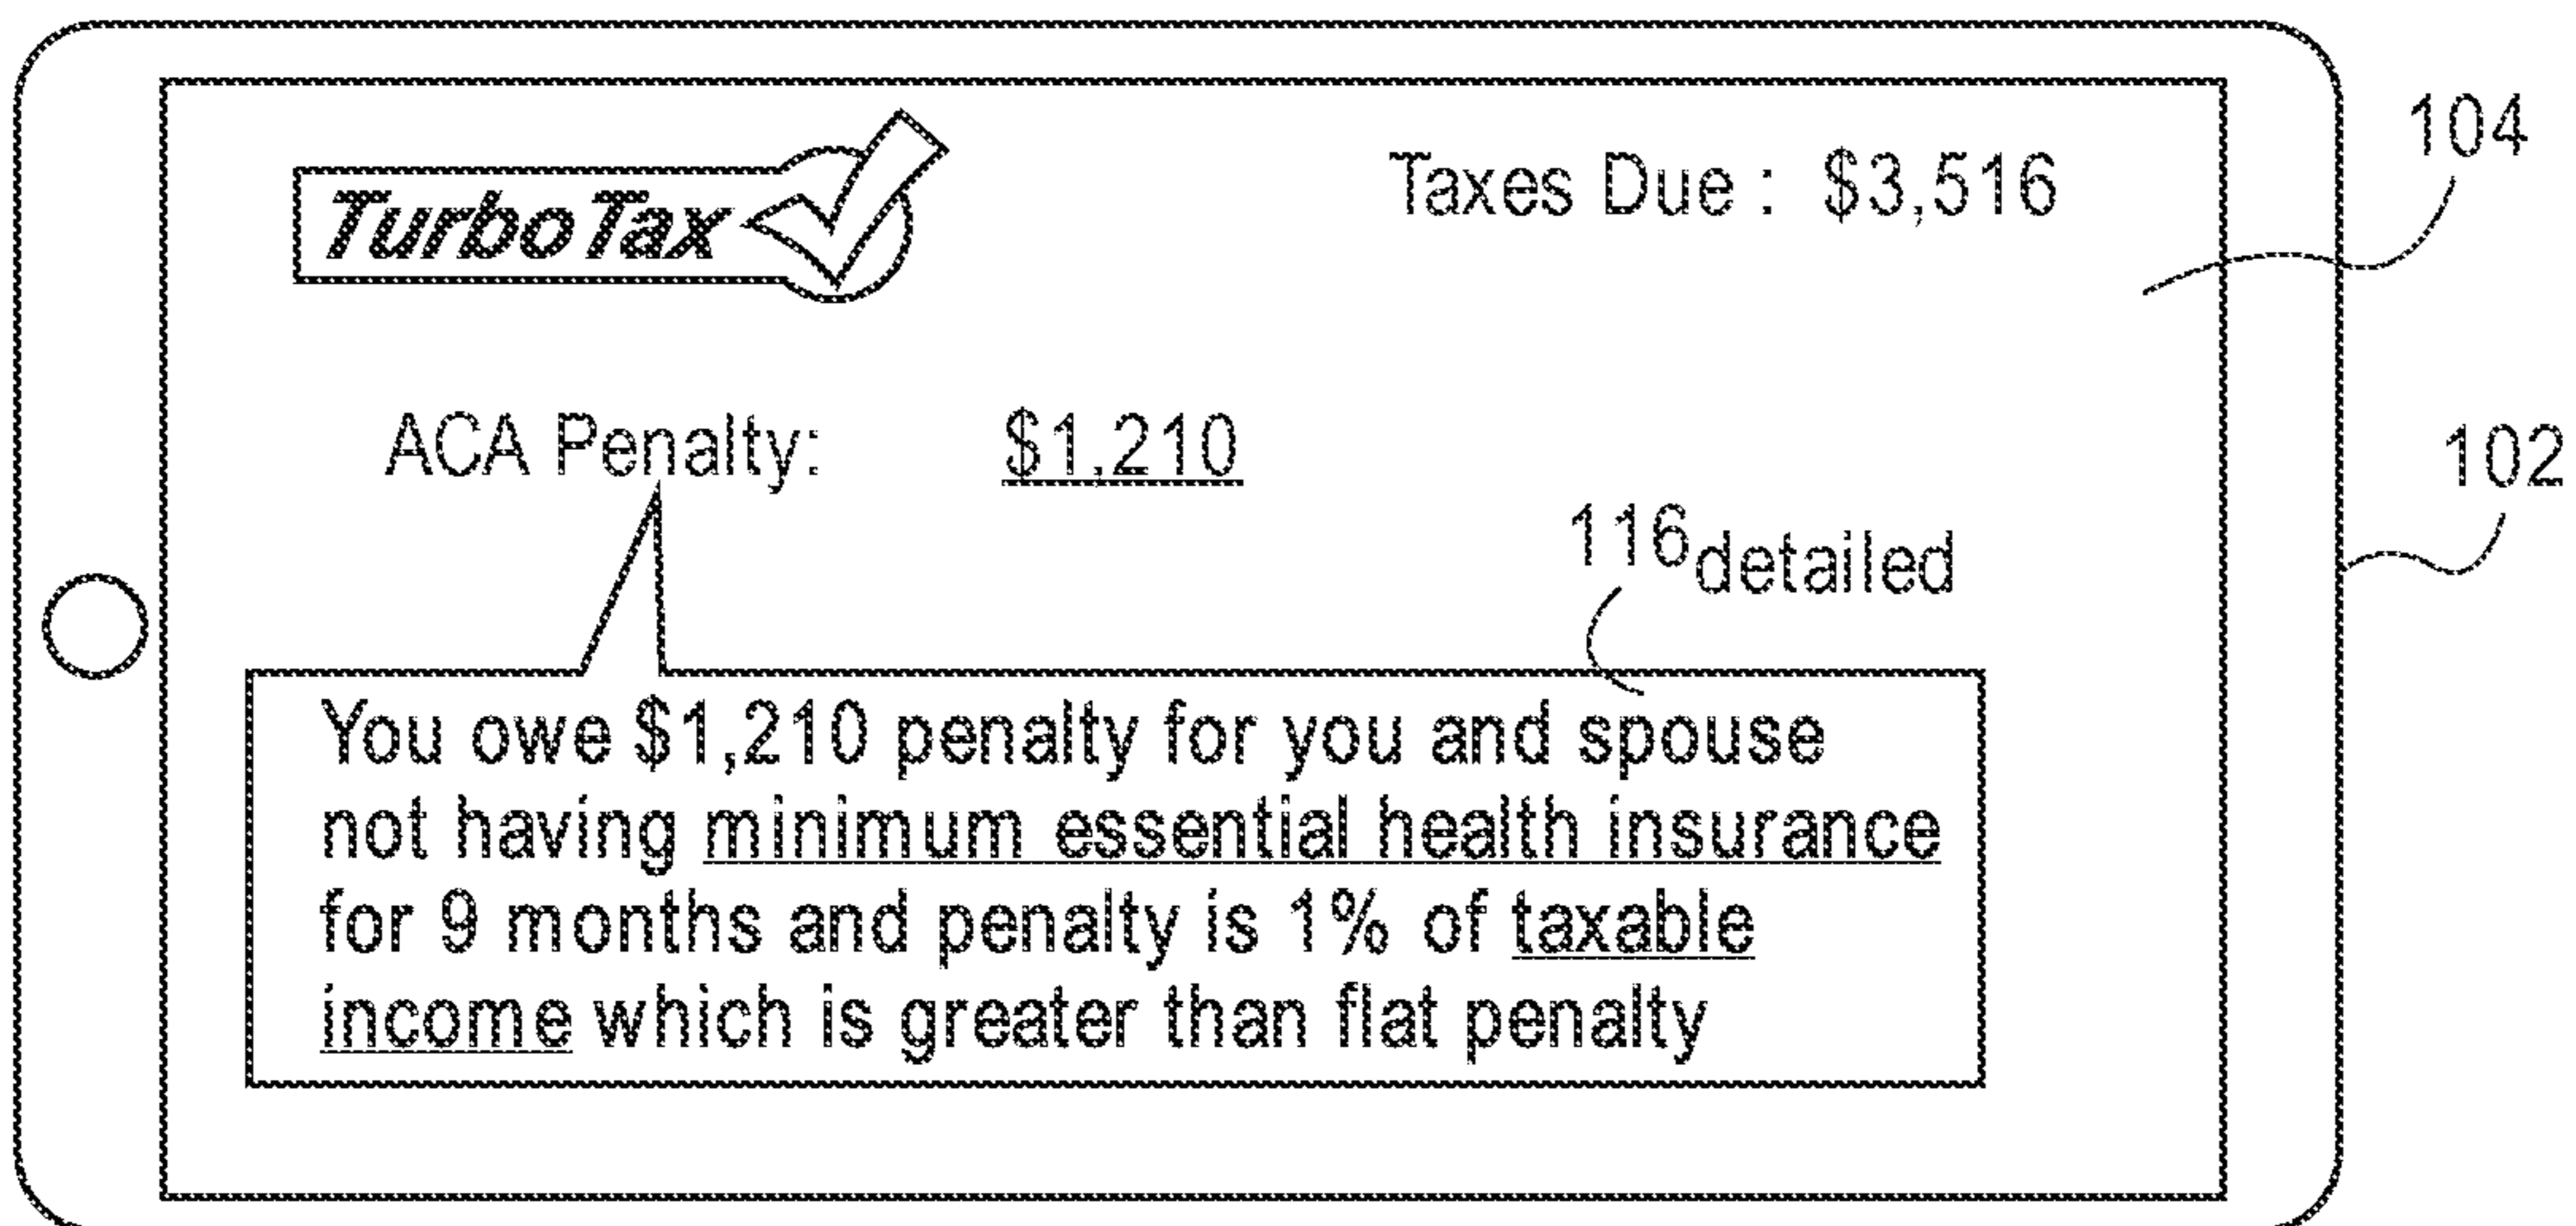 TurboTax
Taxes Due : $3,516
104
ACA Penalty: $1,210
102
116detailed
You owe $1,210 penalty for you and spouse
not having minimum essential health insurance
for 9 months and penalty is 1% of taxable
income which is greater than flat penalty